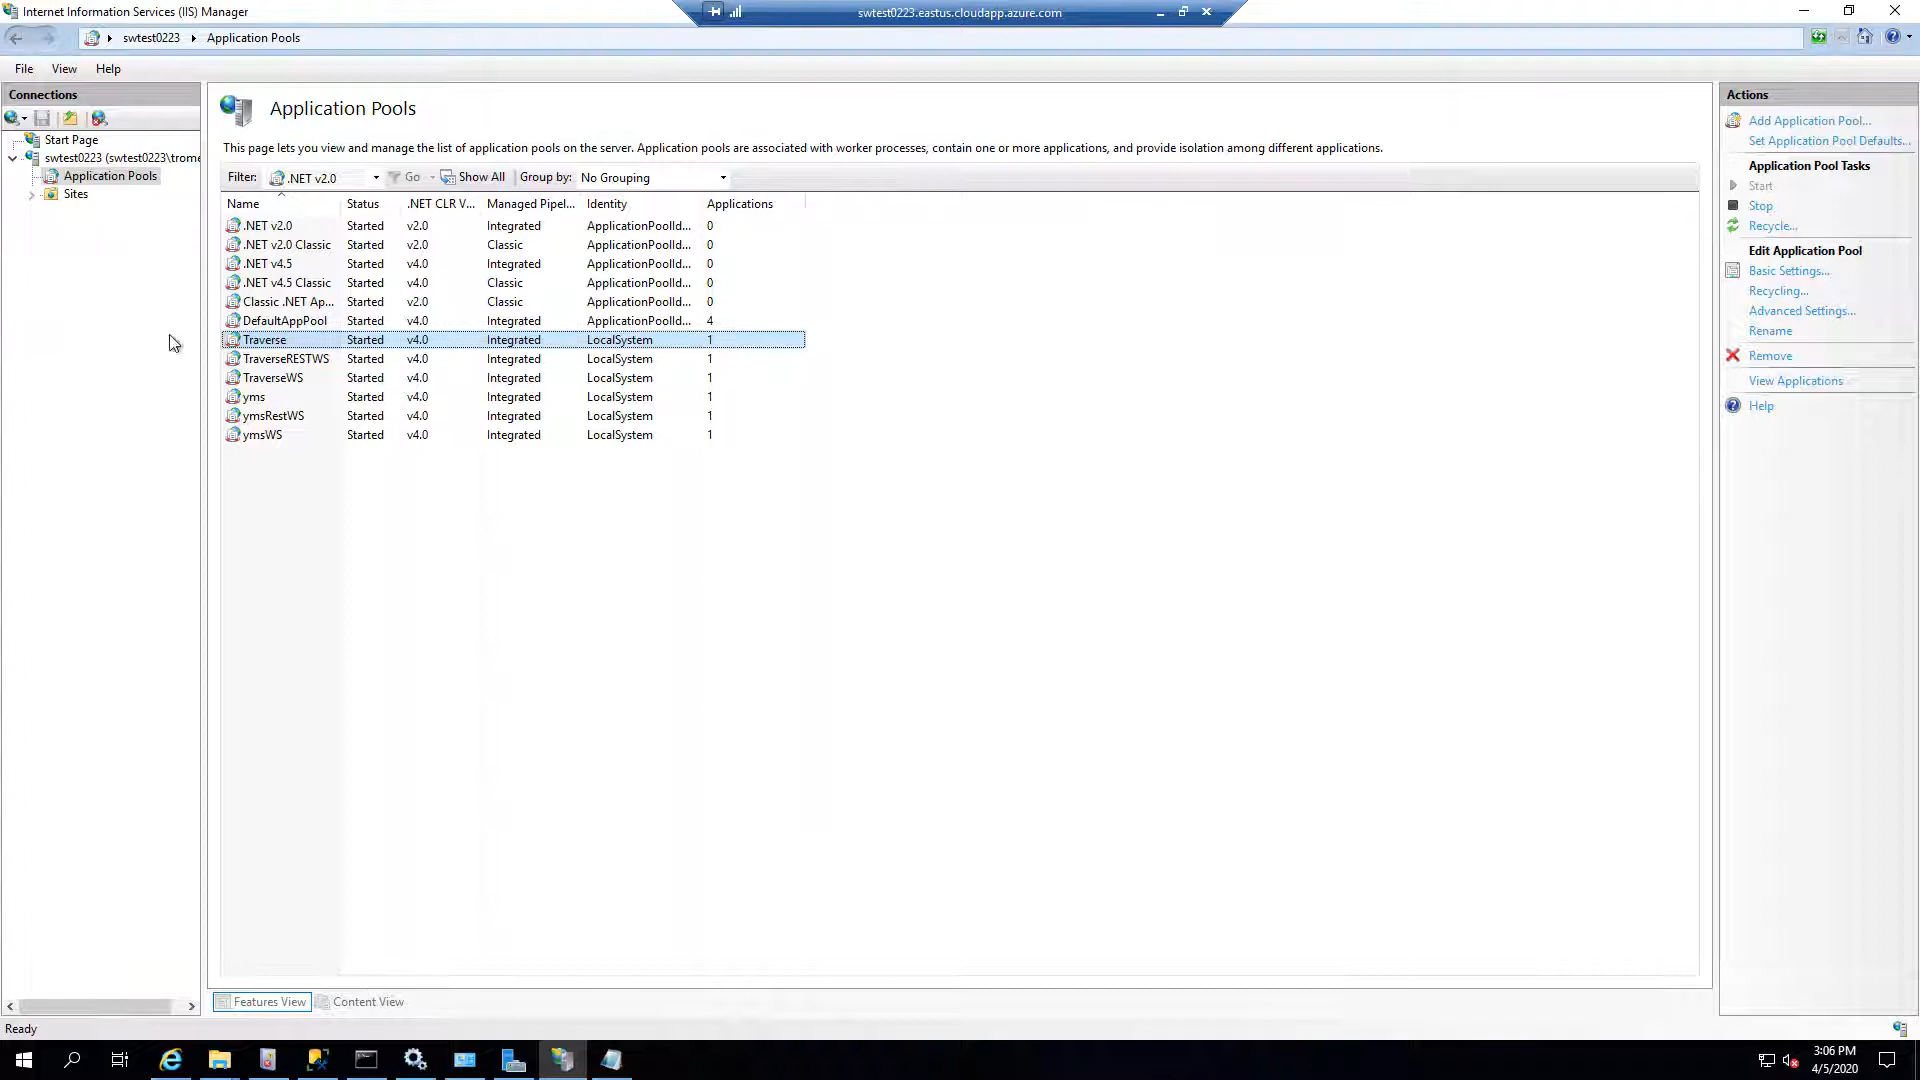 Internet Information Services (IIS) Manager
swtest0223.eastus.cloudapp.azure.com
swtest0223 Application Pools
File View Help
Connections
Start Page
swtest0223 (swtest0223\trome
Application Pools
Sites
Application Pools
This page lets you view and manage the list of application pools on the server. Application pools are associated with worker processes, contain one or more applications, and provide isolation among different applications.
Filter: .NET v2.0 Go Show All Group by: No Grouping
Name Status .NET CLR V... Managed Pipel... Identity Applications
.NET v2.0 Started v2.0 Integrated ApplicationPoolId... 0
.NET v2.0 Classic Started v2.0 Classic ApplicationPoolId... 0
.NET v4.5 Started v4.0 Integrated ApplicationPoolId... 0
.NET v4.5 Classic Started v4.0 Classic ApplicationPoolId... 0
Classic .NET Ap... Started v2.0 Classic ApplicationPoolId... 0
DefaultAppPool Started v4.0 Integrated ApplicationPoolId... 4
Traverse Started v4.0 Integrated LocalSystem 1
TraverseRESTWS Started v4.0 Integrated LocalSystem 1
TraverseWS Started v4.0 Integrated LocalSystem 1
yms Started v4.0 Integrated LocalSystem 1
ymsRestWS Started v4.0 Integrated LocalSystem 1
ymsWS Started v4.0 Integrated LocalSystem 1
Features View Content View
Actions
Add Application Pool...
Set Application Pool Defaults...
Application Pool Tasks
Start
Stop
Recycle...
Edit Application Pool
Basic Settings...
Recycling...
Advanced Settings...
Rename
Remove
View Applications
Help
Ready
3:06 PM
4/5/2020